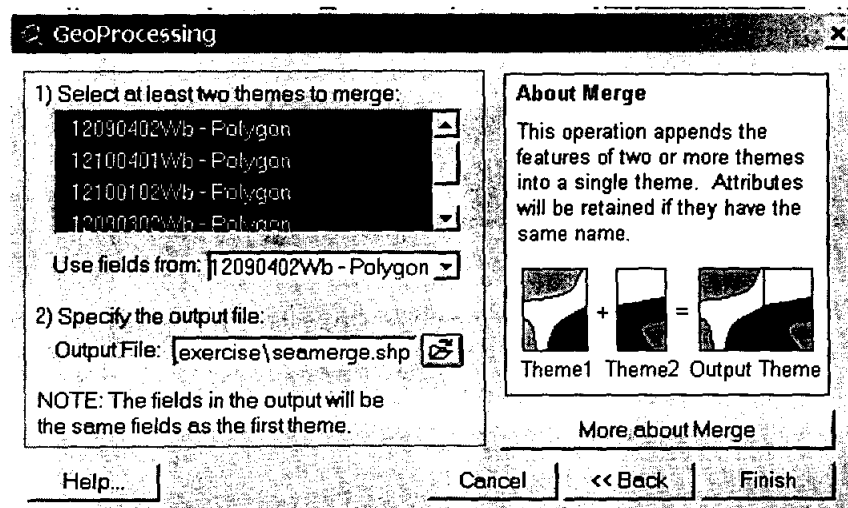 GeoProcessing
1) Select at least two themes to merge:
12090402Wb - Polygon
12100401Wb - Polygon
12100102Wb - Polygon
12090300Wb - Polygon
Use fields from: 12090402Wb - Polygon
2) Specify the output file:
Output File: exercise\seamerge.shp
NOTE: The fields in the output will be
the same fields as the first theme.
Help...
About Merge
This operation appends the
features of two or more themes
into a single theme. Attributes
will be retained if they have the
same name.
+ =
Theme1 Theme2 Output Theme
More about Merge
Cancel << Back Finish